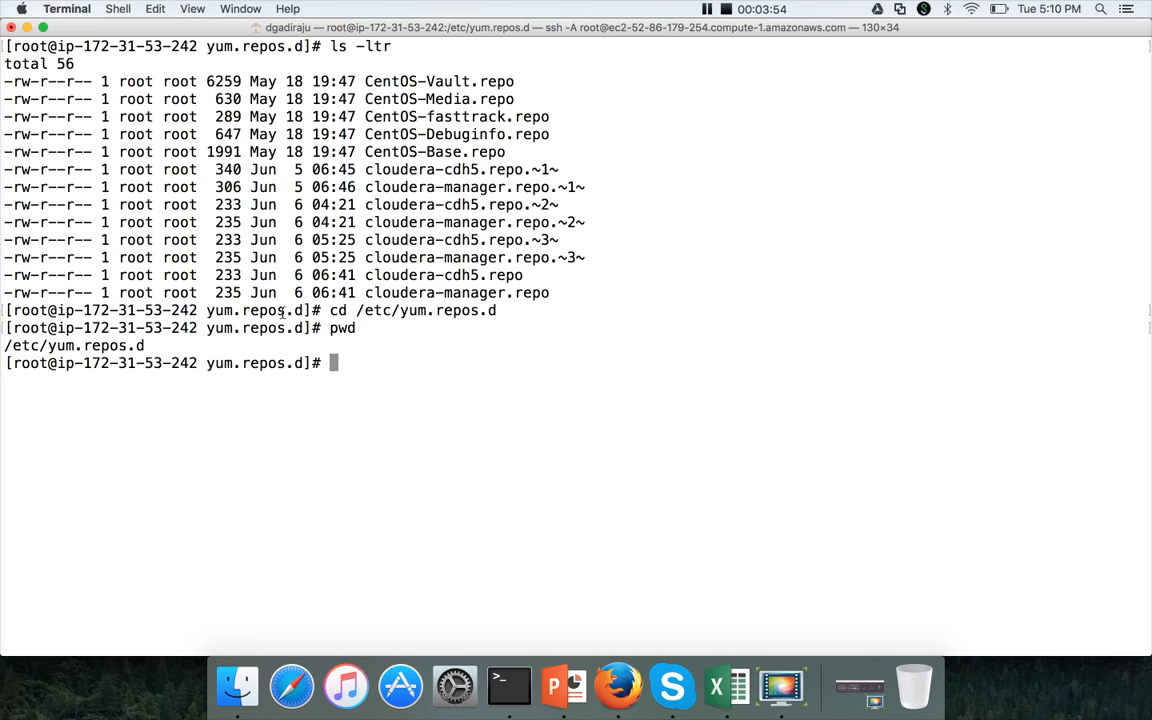 Terminal Shell Edit View Window Help 00:03:54 Tue 5:10 PM
dgadiraju — root@ip-172-31-53-242:/etc/yum.repos.d — ssh -A root@ec2-52-86-179-254.compute-1.amazonaws.com — 130×34
[root@ip-172-31-53-242 yum.repos.d]# ls -ltr
total 56
-rw-r--r-- 1 root root 6259 May 18 19:47 CentOS-Vault.repo
-rw-r--r-- 1 root root  630 May 18 19:47 CentOS-Media.repo
-rw-r--r-- 1 root root  289 May 18 19:47 CentOS-fasttrack.repo
-rw-r--r-- 1 root root  647 May 18 19:47 CentOS-Debuginfo.repo
-rw-r--r-- 1 root root 1991 May 18 19:47 CentOS-Base.repo
-rw-r--r-- 1 root root  340 Jun  5 06:45 cloudera-cdh5.repo.~1~
-rw-r--r-- 1 root root  306 Jun  5 06:46 cloudera-manager.repo.~1~
-rw-r--r-- 1 root root  233 Jun  6 04:21 cloudera-cdh5.repo.~2~
-rw-r--r-- 1 root root  235 Jun  6 04:21 cloudera-manager.repo.~2~
-rw-r--r-- 1 root root  233 Jun  6 05:25 cloudera-cdh5.repo.~3~
-rw-r--r-- 1 root root  235 Jun  6 05:25 cloudera-manager.repo.~3~
-rw-r--r-- 1 root root  233 Jun  6 06:41 cloudera-cdh5.repo
-rw-r--r-- 1 root root  235 Jun  6 06:41 cloudera-manager.repo
[root@ip-172-31-53-242 yum.repos.d]# cd /etc/yum.repos.d
[root@ip-172-31-53-242 yum.repos.d]# pwd
/etc/yum.repos.d
[root@ip-172-31-53-242 yum.repos.d]#